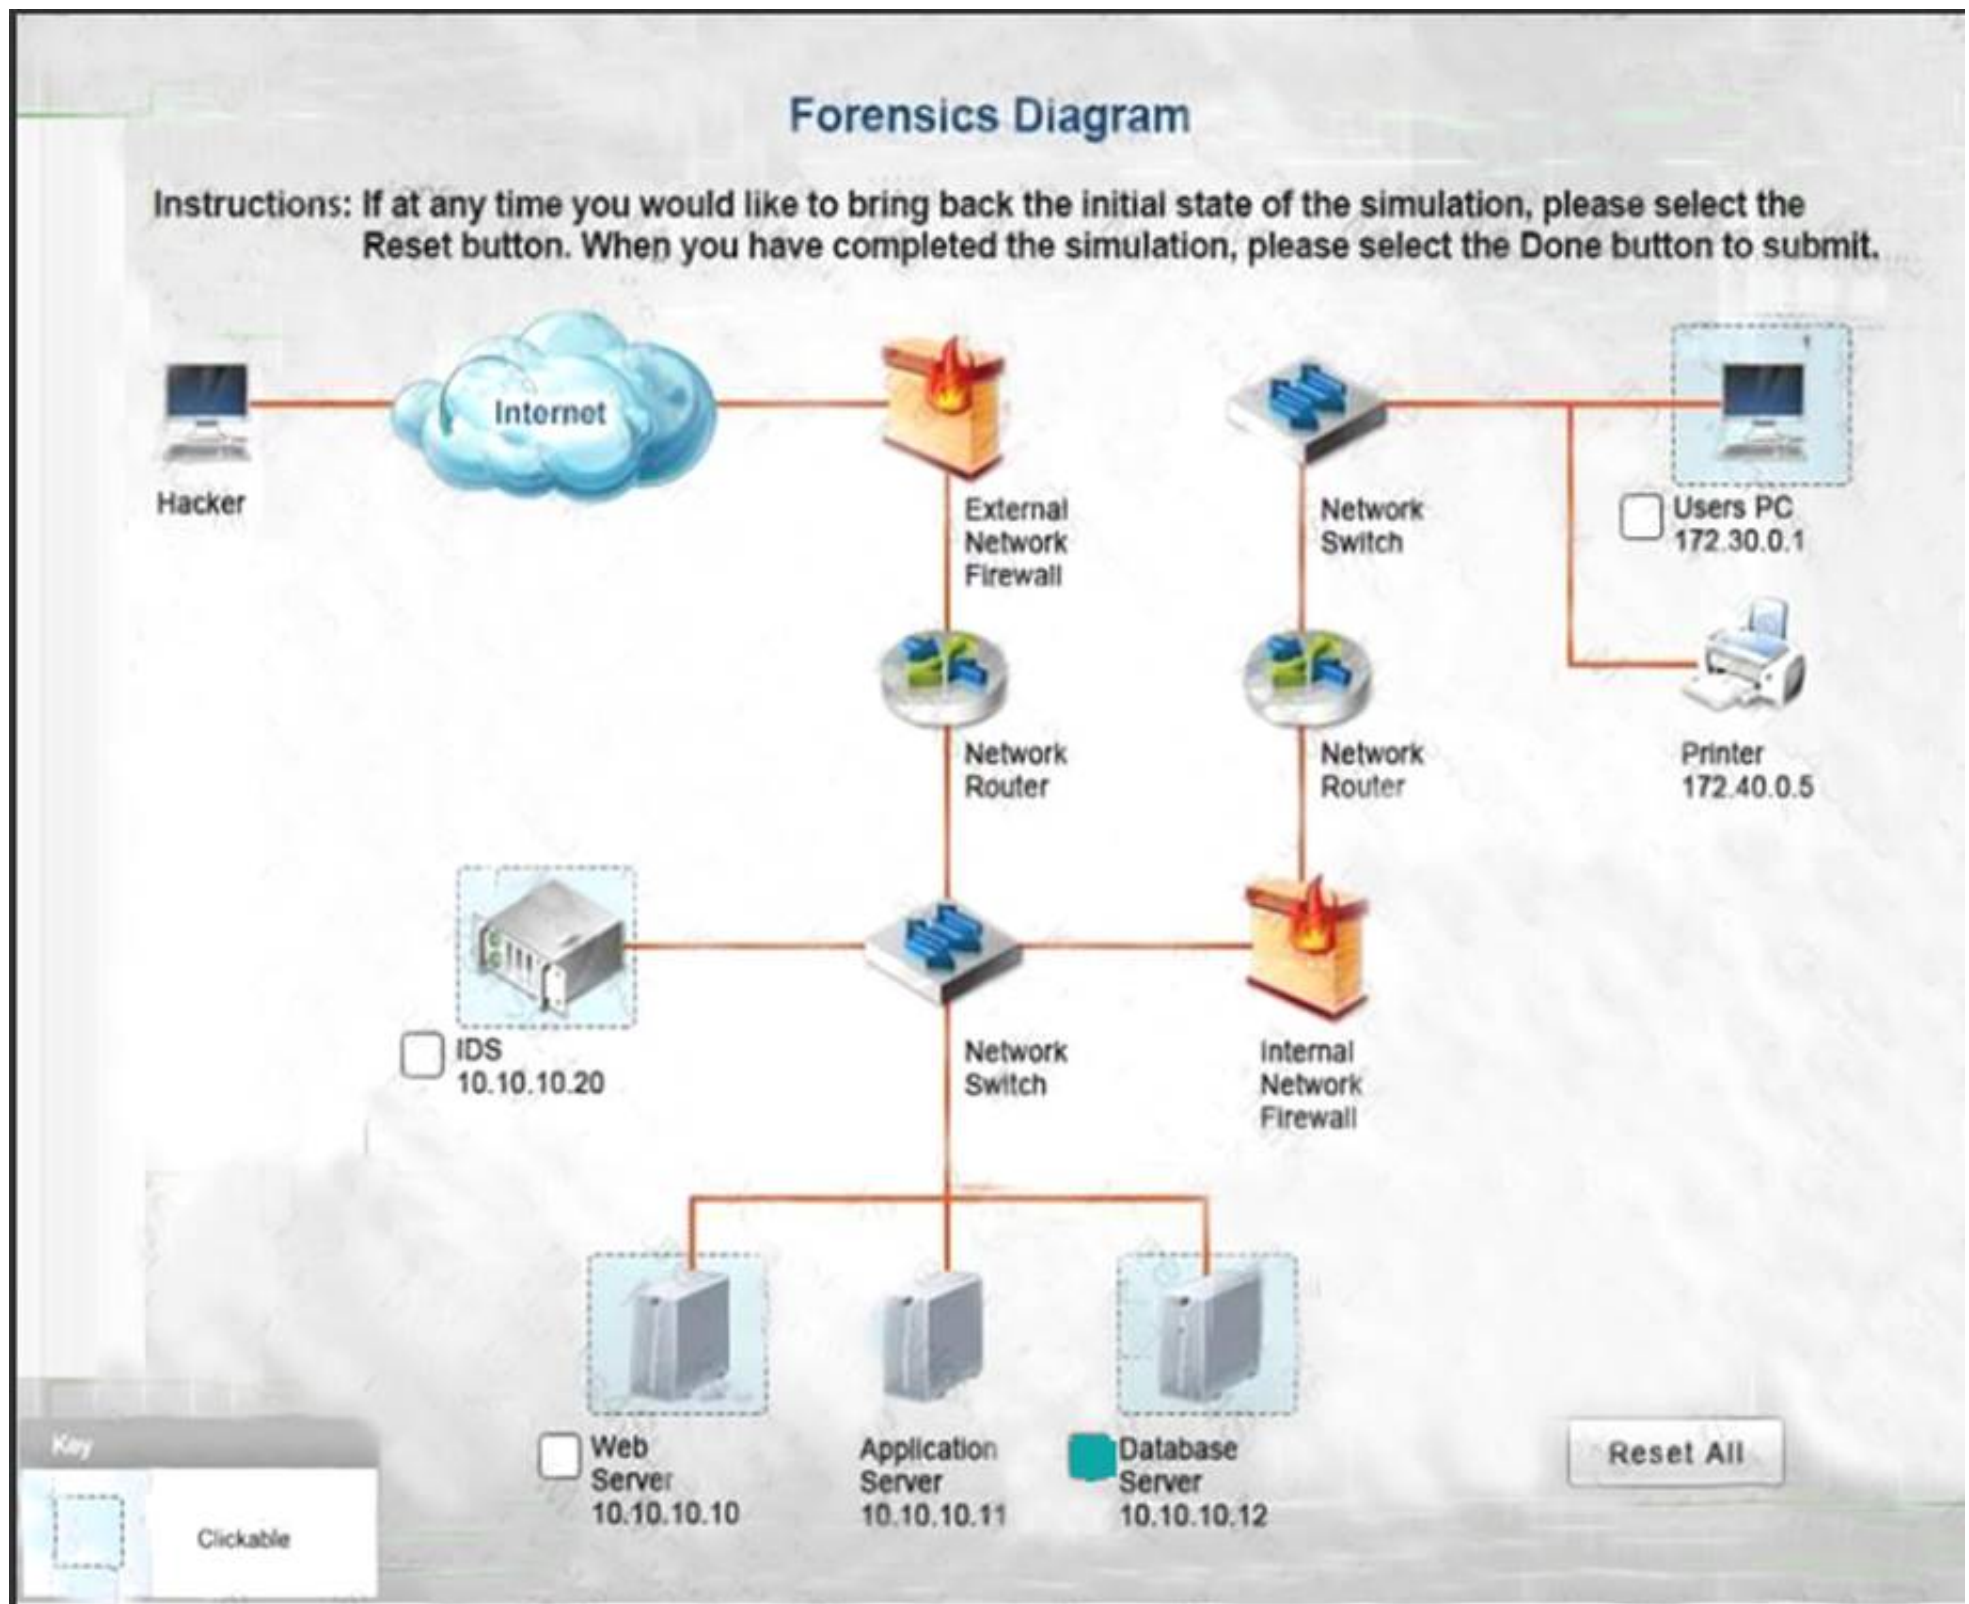 Forensics Diagram
Instructions: If at any time you would like to bring back the initial state of the simulation, please select the
Reset button. When you have completed the simulation, please select the Done button to submit.
Internet
Hacker
External
Network
Firewall
Network
Switch
Users PC
172.30.0.1
Network
Router
Network
Router
Printer
172.40.0.5
IDS
10.10.10.20
Network
Switch
Internal
Network
Firewall
Web
Server
10.10.10.10
Application
Server
10.10.10.11
Database
Server
10.10.10.12
Reset All
Key
Clickable